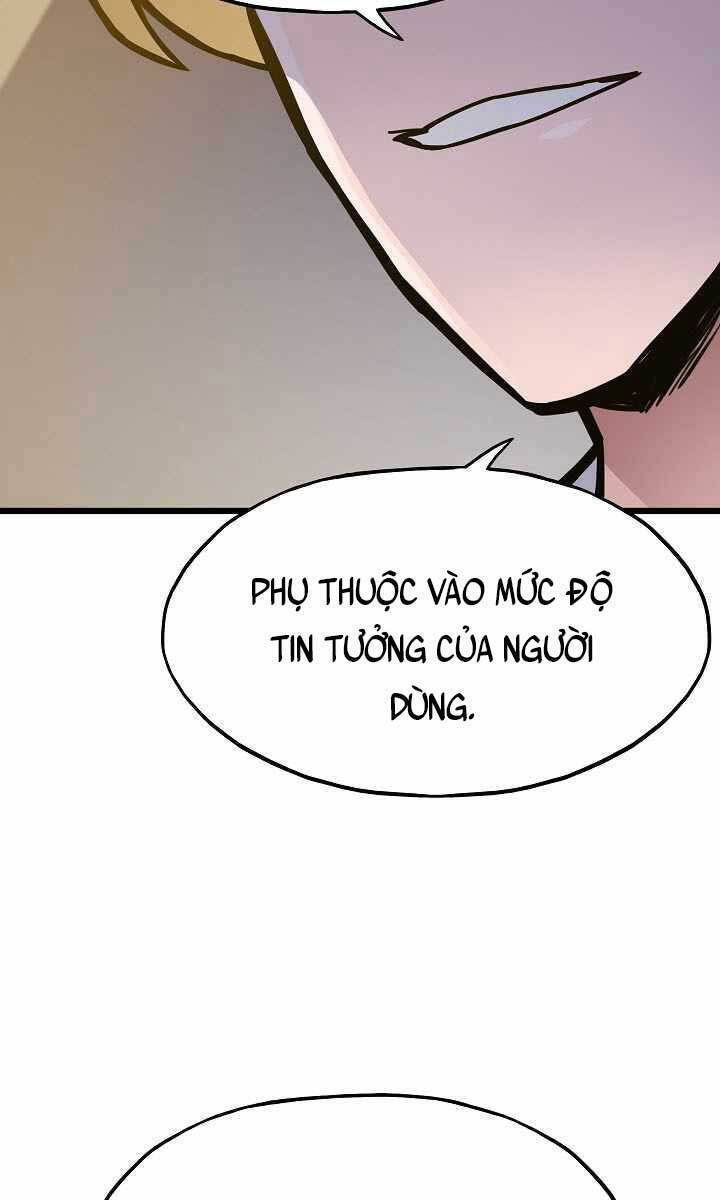 PHỤ THUỘC VÀO MỨC ĐỘ
TIN TƯỞNG CỦA NGƯỜI
DÙNG.